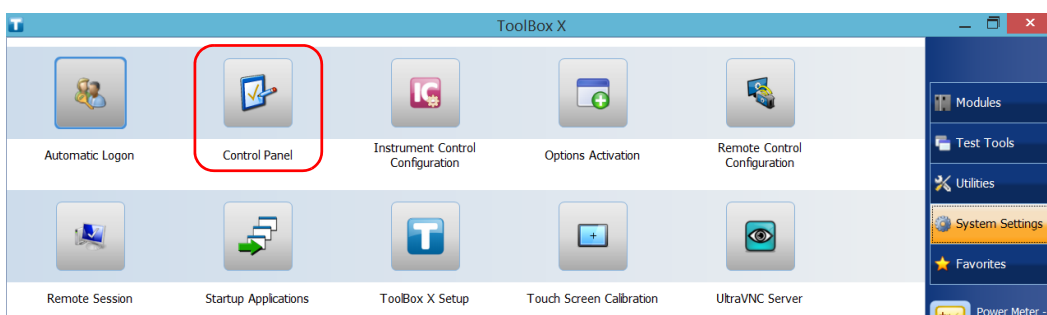 ToolBox X
Automatic Logon
Control Panel
Instrument Control
Configuration
Options Activation
Remote Control
Configuration
Remote Session
Startup Applications
ToolBox X Setup
Touch Screen Calibration
UltraVNC Server
Modules
Test Tools
Utilities
System Settings
Favorites
Power Meter -